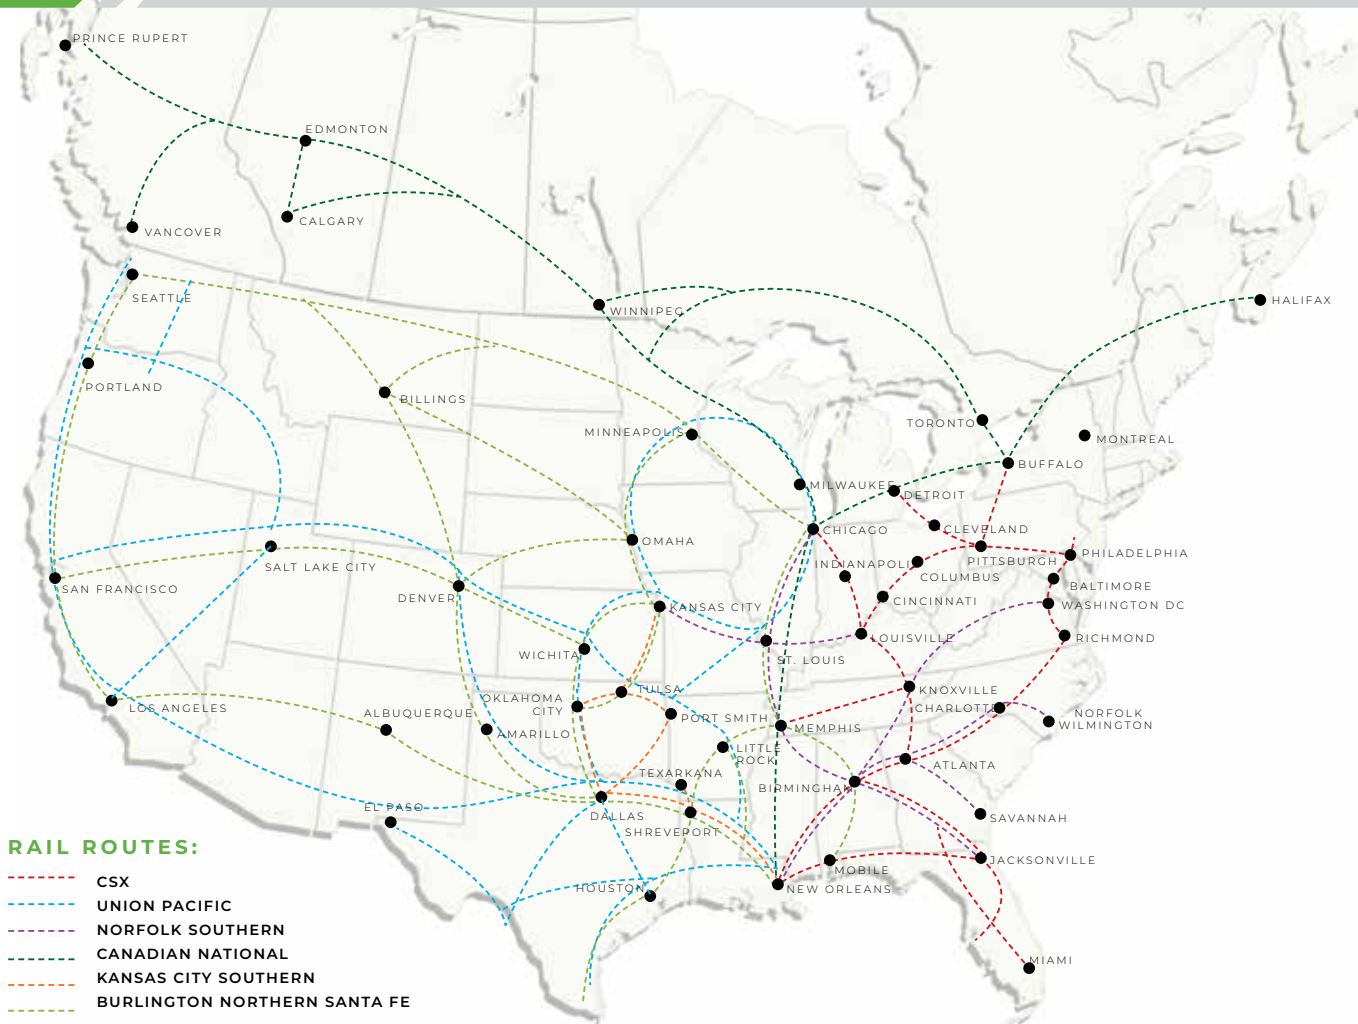 PRINCE RUPERT
EDMONTON
CALGARY
VANCOVER
SEATTLE
WINNIPEG
HALIFAX
PORTLAND
BILLINGS
MINNEAPOLIS
TORONTO
MONTREAL
BUFFALO
MILWAUKEE
DETROIT
CHICAGO
CLEVELAND
OMAHA
PITTSBURGH
PHILADELPHIA
SALT LAKE CITY
INDIANAPOLI
COLUMBUS
BALTIMORE
SAN FRANCISCO
DENVER
KANSAS CITY
CINCINNATI
WASHINGTON DC
LOUISVILLE
RICHMOND
WICHITA
ST. LOUIS
TULSA
KNOXVILLE
OKLAHOMA
CITY
LOS ANGELES
ALBUQUERQUE
AMARILLO
PORT SMITH
MEMPHIS
CHARLOTTE
NORFOLK
WILMINGTON
LITTLE
ROCK
TEXARKANA
BIRMINGHAM
ATLANTA
EL PASO
DALLAS
SHREVEPORT
SAVANNAH
JACKSONVILLE
MOBILE
HOUSTON
NEW ORLEANS
MIAMI
RAIL ROUTES:
CSX
UNION PACIFIC
NORFOLK SOUTHERN
CANADIAN NATIONAL
KANSAS CITY SOUTHERN
BURLINGTON NORTHERN SANTA FE